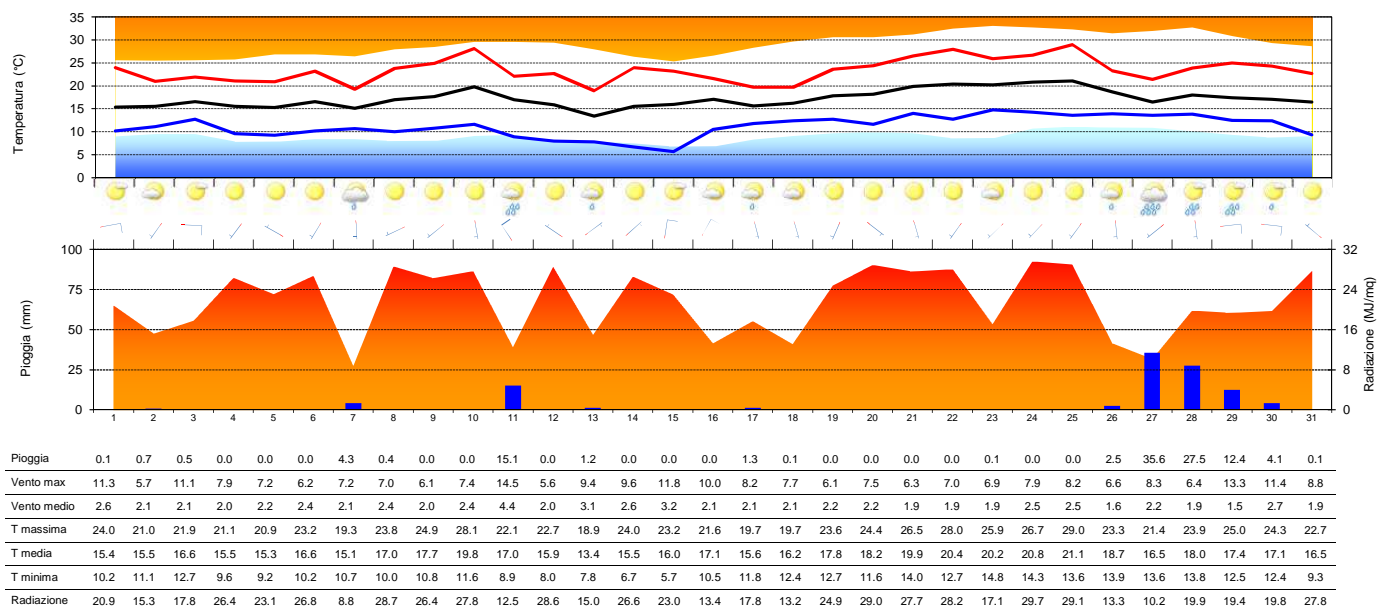 35
30
25
20
15
10
5
0
Temperatura (°C)
100
75
50
25
0
Pioggia (mm)
32
24
16
8
0
Radiazione (MJ/mq)
1 2 3 4 5 6 7 8 9 10 11 12 13 14 15 16 17 18 19 20 21 22 23 24 25 26 27 28 29 30 31
Pioggia 0.1 0.7 0.5 0.0 0.0 0.0 4.3 0.4 0.0 0.0 15.1 0.0 1.2 0.0 0.0 0.0 1.3 0.1 0.0 0.0 0.0 0.0 0.1 0.0 0.0 2.5 35.6 27.5 12.4 4.1 0.1
Vento max 11.3 5.7 11.1 7.9 7.2 6.2 7.2 7.0 6.1 7.4 14.5 5.6 9.4 9.6 11.8 10.0 8.2 7.7 6.1 7.5 6.3 7.0 6.9 7.9 8.2 6.6 8.3 6.4 13.3 11.4 8.8
Vento medio 2.6 2.1 2.1 2.0 2.2 2.4 2.1 2.4 2.0 2.4 4.4 2.0 3.1 2.6 3.2 2.1 2.1 2.1 2.2 2.2 1.9 1.9 1.9 2.5 2.5 1.6 2.2 1.9 1.5 2.7 1.9
T massima 24.0 21.0 21.9 21.1 20.9 23.2 19.3 23.8 24.9 28.1 22.1 22.7 18.9 24.0 23.2 21.6 19.7 19.7 23.6 24.4 26.5 28.0 25.9 26.7 29.0 23.3 21.4 23.9 25.0 24.3 22.7
T media 15.4 15.5 16.6 15.5 15.3 16.6 15.1 17.0 17.7 19.8 17.0 15.9 13.4 15.5 16.0 17.1 15.6 16.2 17.8 18.2 19.9 20.4 20.2 20.8 21.1 18.7 16.5 18.0 17.4 17.1 16.5
T minima 10.2 11.1 12.7 9.6 9.2 10.2 10.7 10.0 10.8 11.6 8.9 8.0 7.8 6.7 5.7 10.5 11.8 12.4 12.7 11.6 14.0 12.7 14.8 14.3 13.6 13.9 13.6 13.8 12.5 12.4 9.3
Radiazione 20.9 15.3 17.8 26.4 23.1 26.8 8.8 28.7 26.4 27.8 12.5 28.6 15.0 26.6 23.0 13.4 17.8 13.2 24.9 29.0 27.7 28.2 17.1 29.7 29.1 13.3 10.2 19.9 19.4 19.8 27.8